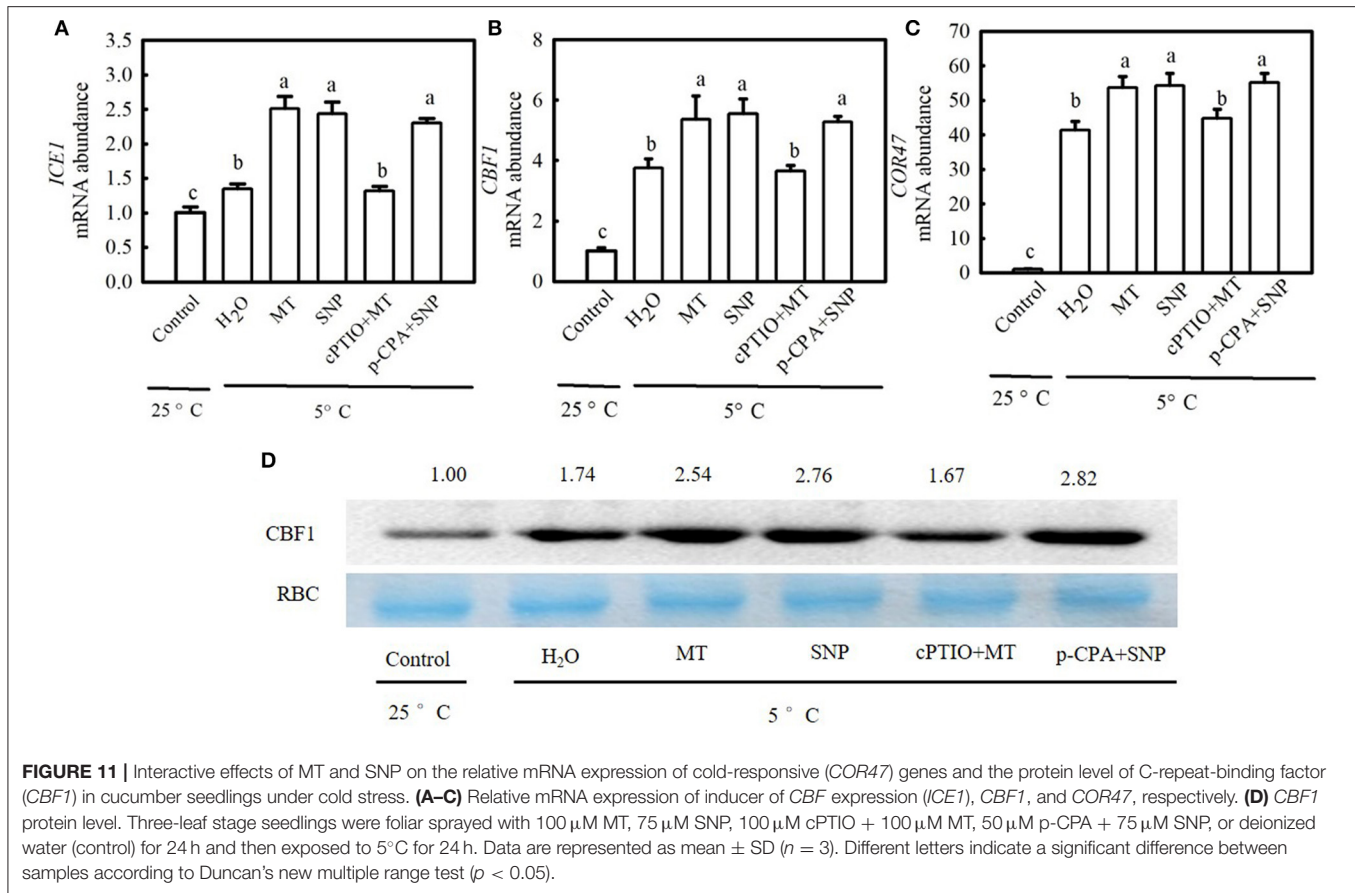 A
3.5
3.0
2.5
2.0
1.5
1.0
0.5
0.0
ICE1
mRNA abundance
c
b
a
a
b
a
Control
H₂O
MT
SNP
cPTIO+MT
p-CPA+SNP
25 ° C
5° C
B
8
6
4
2
0
CBF1
mRNA abundance
c
b
a
a
b
a
Control
H₂O
MT
SNP
cPTIO+MT
p-CPA+SNP
25 ° C
5° C
C
70
60
50
40
30
20
10
0
COR47
mRNA abundance
c
b
a
a
b
a
Control
H₂O
MT
SNP
cPTIO+MT
p-CPA+SNP
25 ° C
5° C
D
1.00 1.74 2.54 2.76 1.67 2.82
CBF1
RBC
Control H₂O MT SNP cPTIO+MT p-CPA+SNP
25 ° C 5 ° C
FIGURE 11 | Interactive effects of MT and SNP on the relative mRNA expression of cold-responsive (COR47) genes and the protein level of C-repeat-binding factor
(CBF1) in cucumber seedlings under cold stress. (A–C) Relative mRNA expression of inducer of CBF expression (ICE1), CBF1, and COR47, respectively. (D) CBF1
protein level. Three-leaf stage seedlings were foliar sprayed with 100 μM MT, 75 μM SNP, 100 μM cPTIO + 100 μM MT, 50 μM p-CPA + 75 μM SNP, or deionized
water (control) for 24 h and then exposed to 5°C for 24 h. Data are represented as mean ± SD (n = 3). Different letters indicate a significant difference between
samples according to Duncan's new multiple range test (p < 0.05).